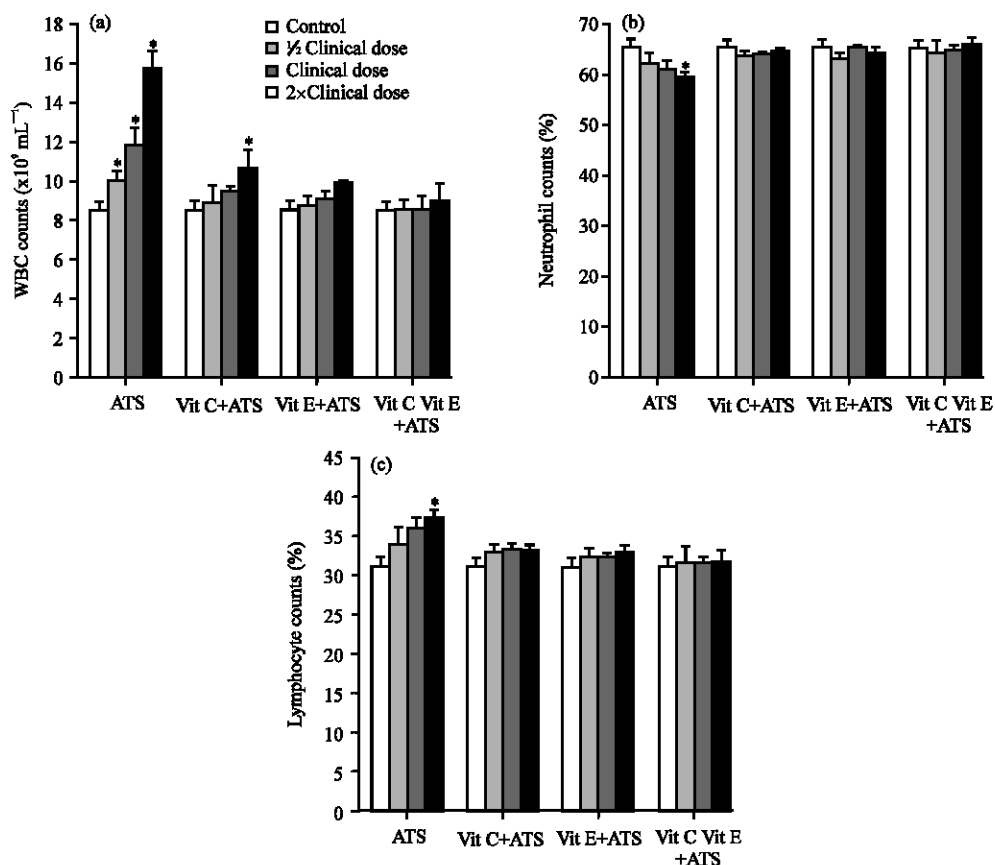 (a)
Control
½ Clinical dose
Clinical dose
2×Clinical dose
WBC counts (x10⁹ mL⁻¹)
18
16
14
12
10
8
6
4
2
0
*
*
*
*
ATS
Vit C+ATS
Vit E+ATS
Vit C Vit E
+ATS
(b)
Neutrophil counts (%)
70
60
50
40
30
20
10
0
*
ATS
Vit C+ATS
Vit E+ATS
Vit C Vit E
+ATS
(c)
Lymphocyte counts (%)
45
40
35
30
25
20
15
10
5
0
*
ATS
Vit C+ATS
Vit E+ATS
Vit C Vit E
+ATS